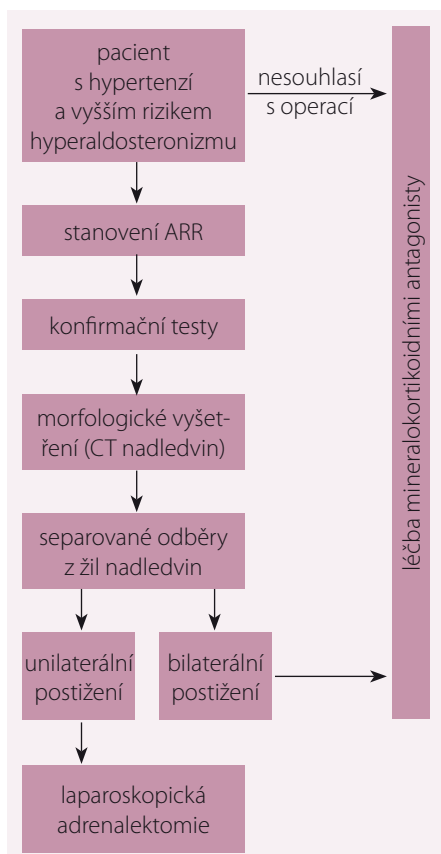 pacient
s hypertenzí
a vyšším rizikem
hyperaldosteronizmu
nesouhlasí
s operací
stanovení ARR
konfirmační testy
morfologické vyšet-
ření (CT nadledvin)
separované odběry
z žil nadledvin
unilaterální
postižení
bilaterální
postižení
laparoskopická
adrenalektomie
léčba mineralokortikoidními antagonisty